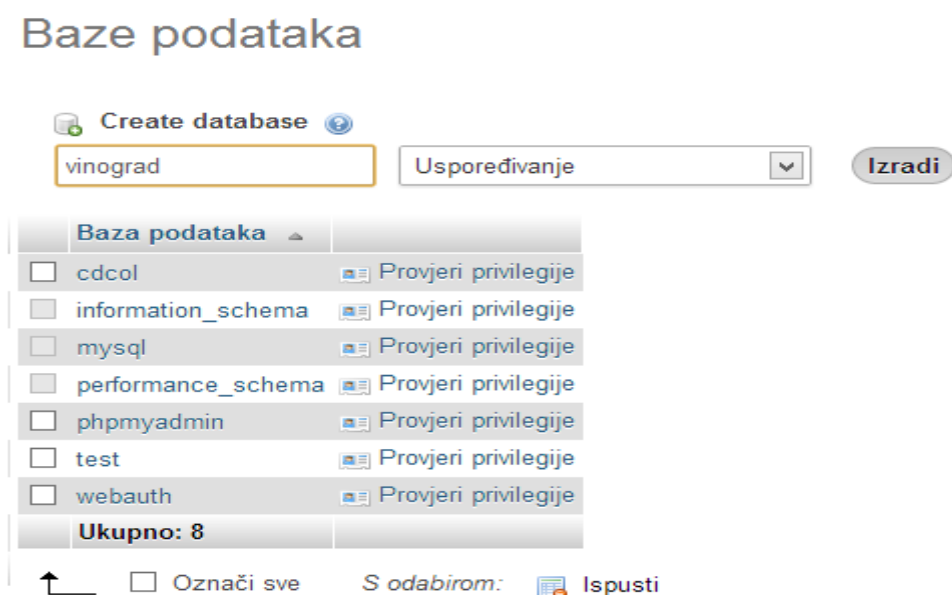 Baze podataka
Create database
vinograd Uspoređivanje Izradi
Baza podataka
cdcol Provjeri privilegije
information_schema Provjeri privilegije
mysql Provjeri privilegije
performance_schema Provjeri privilegije
phpmyadmin Provjeri privilegije
test Provjeri privilegije
webauth Provjeri privilegije
Ukupno: 8
Označi sve S odabirom: Ispusti